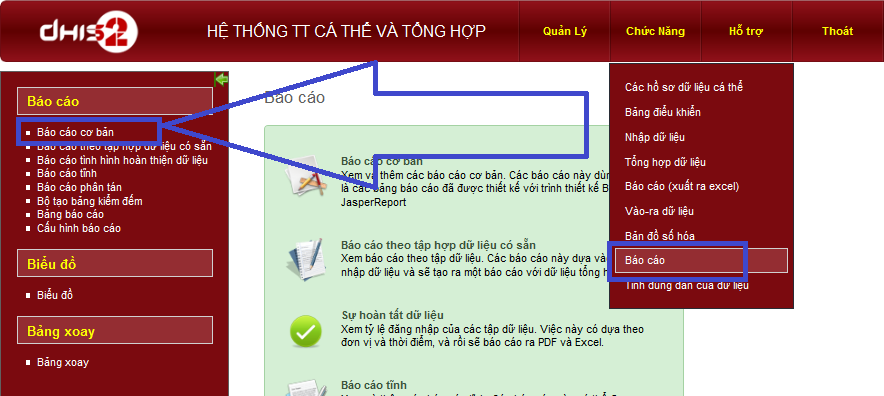 dHIS2
HỆ THỐNG TT CÁ THỂ VÀ TỔNG HỢP
Quản Lý
Chức Năng
Hỗ trợ
Thoát
Báo cáo
Báo cáo cơ bản
Báo cáo theo tập hợp dữ liệu có sẵn
Báo cáo tình hình hoàn thiện dữ liệu
Báo cáo tĩnh
Báo cáo phân tán
Bộ tạo bảng kiểm đếm
Bảng báo cáo
Cấu hình báo cáo
Biểu đồ
Biểu đồ
Bảng xoay
Bảng xoay
Báo cáo
Báo cáo cơ bản
Xem và thêm các báo cáo cơ bản. Các báo cáo này dùn
là các bảng báo cáo đã được thiết kế với trình thiết kế B
JasperReport
Báo cáo theo tập hợp dữ liệu có sẵn
Xem báo cáo theo tập dữ liệu. Các báo cáo này dựa và
nhập dữ liệu và sẽ tạo ra một báo cáo với dữ liệu tổng h
Sự hoàn tất dữ liệu
Xem tỷ lệ đăng nhập của các tập dữ liệu. Việc này có dựa theo
đơn vị và thời điểm, và rồi sẽ báo cáo ra PDF và Excel.
Báo cáo tĩnh
Các hồ sơ dữ liệu cá thể
Bảng điều khiển
Nhập dữ liệu
Tổng hợp dữ liệu
Báo cáo (xuất ra excel)
Vào-ra dữ liệu
Bản đồ số hóa
Báo cáo
Tính đúng đắn của dữ liệu